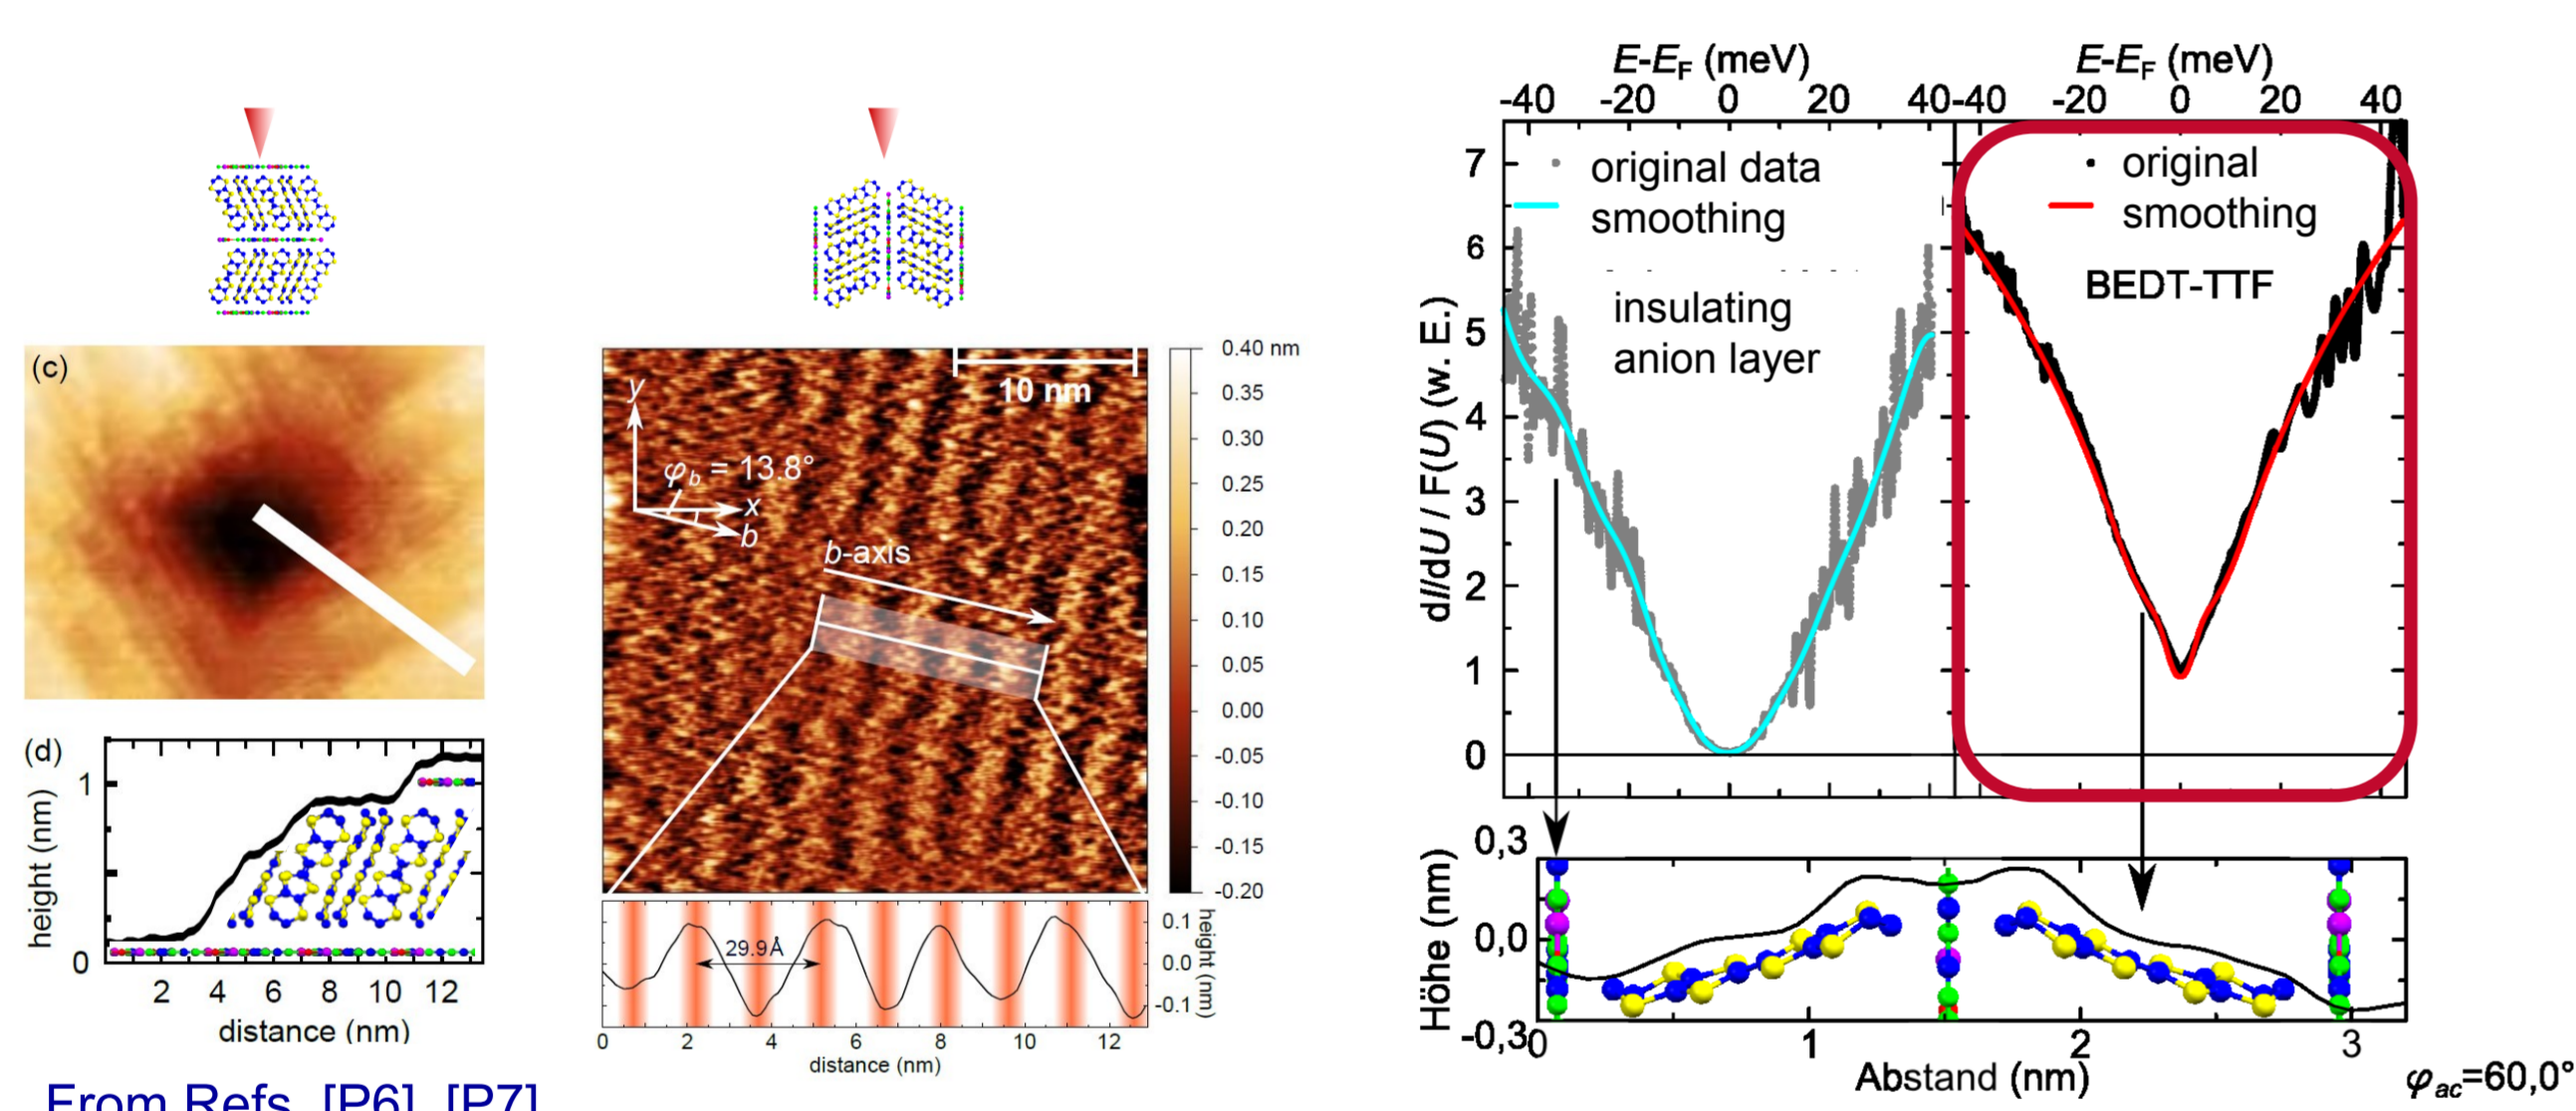 (c)
(d)
height (nm)
1
0
2 4 6 8 10 12
distance (nm)
From Refs. [P6], [P7]
10 nm
y
φb = 13.8°
x
b
b-axis
0.40 nm
0.35
0.30
0.25
0.20
0.15
0.10
0.05
0.00
-0.05
-0.10
-0.15
-0.20
29.9Å
0.1
0.0
-0.1
height (nm)
0 2 4 6 8 10 12
distance (nm)
E-EF (meV)
E-EF (meV)
-40 -20 0 20 40
-40 -20 0 20 40
dI/dU / F(U) (w. E.)
7
6
5
4
3
2
1
0
original data
smoothing
insulating
anion layer
original
smoothing
BEDT-TTF
Höhe (nm)
0,3
0,0
-0,3
0 1 2 3
Abstand (nm)
φac=60,0°